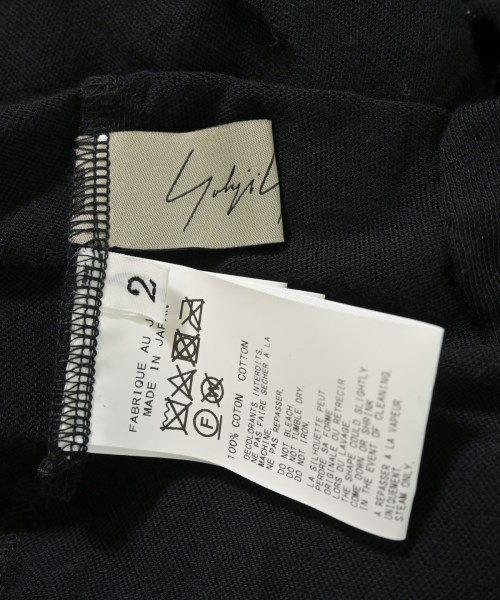 Yohji Y
2
FABRIQUE AU J
MADE IN JAPAN
F
100% COTON COTTON
DECOLORANTS INTERDITS.
NE PAS FAIRE SECHER A LA
MACHINE.
NE PAS REPASSER.
DO NOT BLEACH.
DO NOT TUMBLE DRY.
DO NOT IRON.
LA SILHOUETTE PEUT
PERDRE SA FORME
ORIGINALE OU RETRECIR
LORS DU LAVAGE.
THE SHAPE COULD SLIGHTLY
COME DOWN OR SHRINK
IN THE EVENT OF CLEANING.
A REPASSER A LA VAPEUR
UNIQUEMENT.
STEAM ONLY.